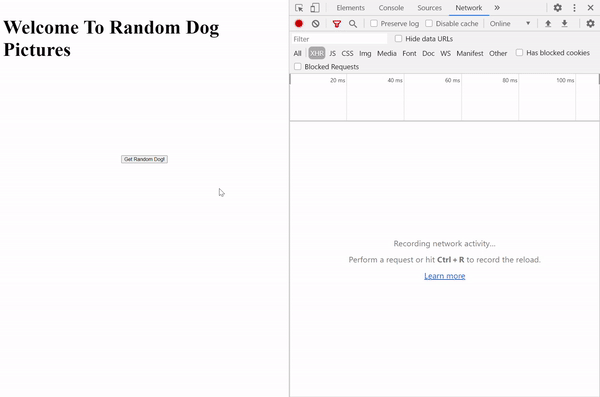 Welcome To Random Dog
Pictures
Get Random Dog!
Elements Console Sources Network »
Preserve log Disable cache Online
Filter Hide data URLs
All XHR JS CSS Img Media Font Doc WS Manifest Other Has blocked cookies
Blocked Requests
20 ms 40 ms 60 ms 80 ms 100 ms
Recording network activity...
Perform a request or hit Ctrl + R to record the reload.
Learn more